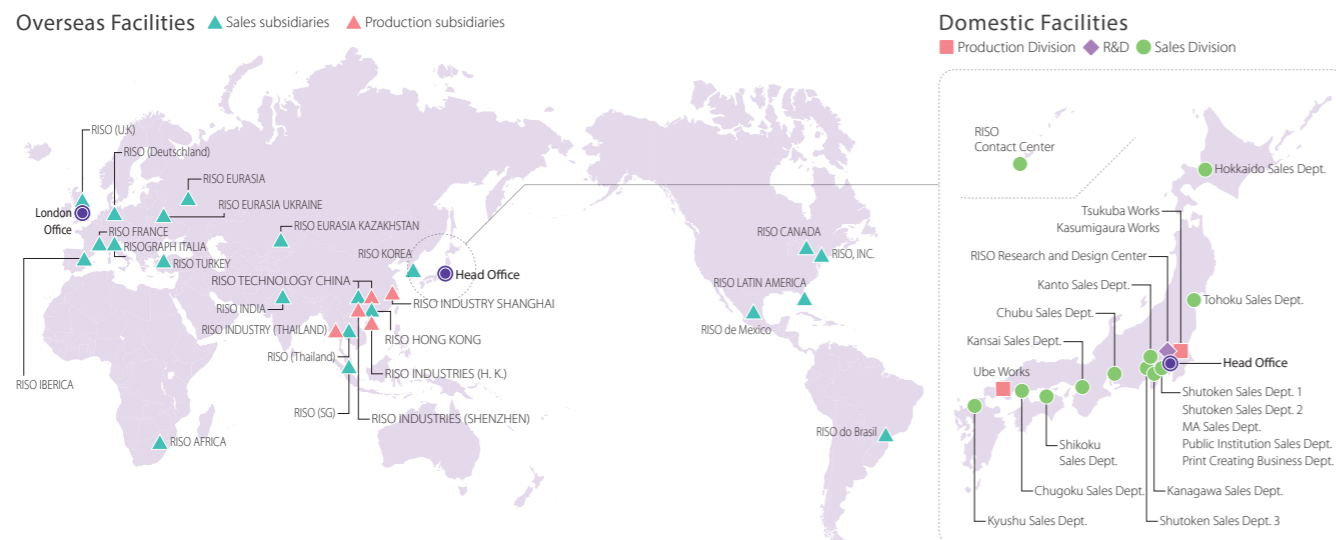 Overseas Facilities
Sales subsidiaries
Production subsidiaries
RISO (U.K)
RISO (Deutschland)
RISO EURASIA
RISO EURASIA UKRAINE
London
Office
RISO FRANCE
RISOGRAPH ITALIA
RISO TURKEY
RISO EURASIA KAZAKHSTAN
RISO KOREA
Head Office
RISO TECHNOLOGY CHINA
RISO INDUSTRY SHANGHAI
RISO INDIA
RISO INDUSTRY (THAILAND)
RISO HONG KONG
RISO (Thailand)
RISO INDUSTRIES (H. K.)
RISO IBERICA
RISO (SG)
RISO INDUSTRIES (SHENZHEN)
RISO AFRICA
RISO CANADA
RISO, INC.
RISO LATIN AMERICA
RISO de Mexico
RISO do Brasil
Domestic Facilities
Production Division
R&D
Sales Division
RISO
Contact Center
Hokkaido Sales Dept.
Tsukuba Works
Kasumigaura Works
RISO Research and Design Center
Kanto Sales Dept.
Tohoku Sales Dept.
Chubu Sales Dept.
Kansai Sales Dept.
Head Office
Ube Works
Shutoken Sales Dept. 1
Shutoken Sales Dept. 2
MA Sales Dept.
Public Institution Sales Dept.
Print Creating Business Dept.
Shikoku
Sales Dept.
Chugoku Sales Dept.
Kanagawa Sales Dept.
Kyushu Sales Dept.
Shutoken Sales Dept. 3